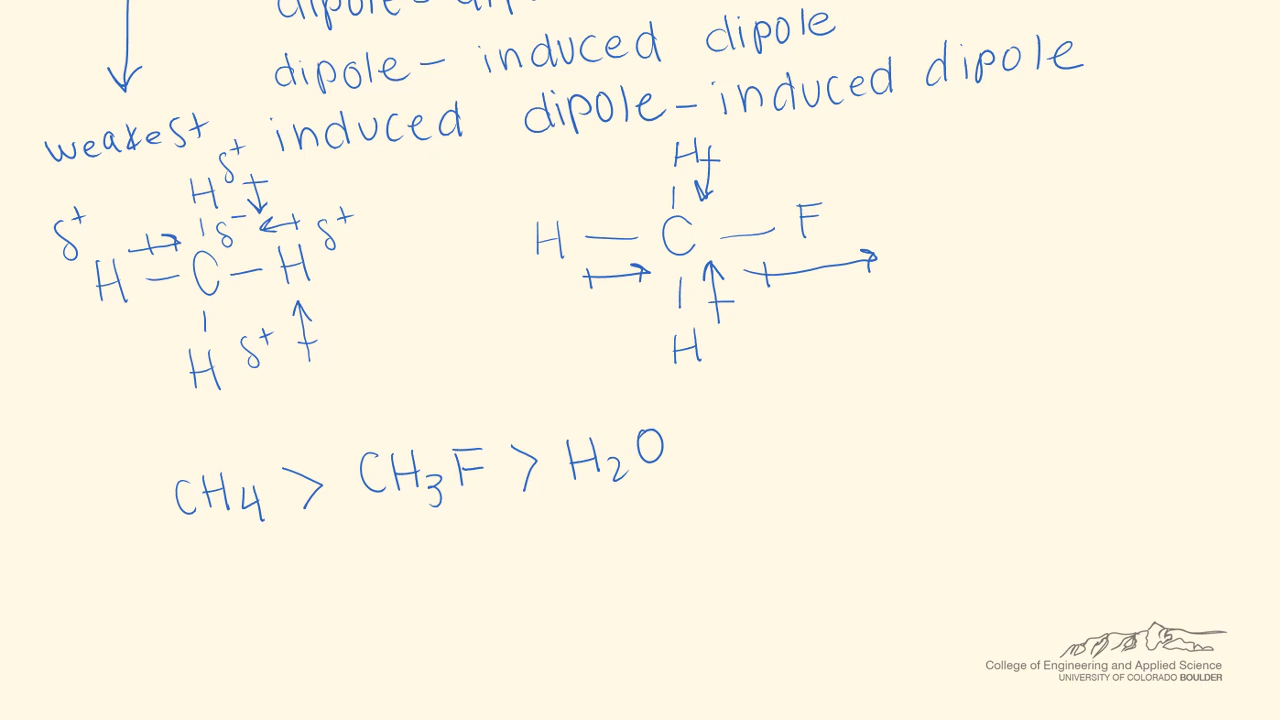 dipole-
dipole - induced dipole
weakest induced dipole - induced dipole
H δ+
δ+ δ- δ+
H - C - H
H δ+
H
H - C - F
H
CH4 > CH3F > H2O
College of Engineering and Applied Science
UNIVERSITY OF COLORADO BOULDER